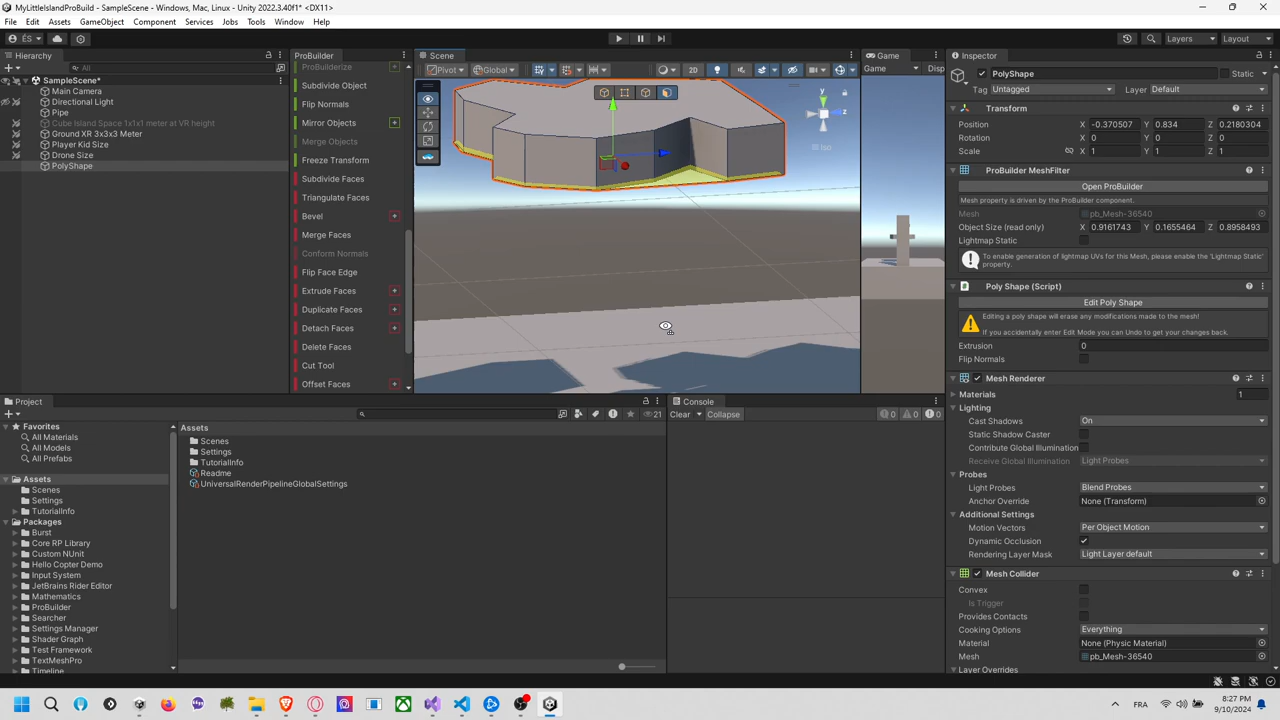 MyLittleIslandProBuild - SampleScene - Windows, Mac, Linux - Unity 2022.3.40f1* <DX11>
File Edit Assets GameObject Component Services Jobs Tools Window Help
ÉS
Layers
Layout
Hierarchy
All
SampleScene*
Main Camera
Directional Light
Pipe
Cube Island Space 1x1x1 meter at VR height
Ground XR 3x3x3 Meter
Player Kid Size
Drone Size
PolyShape
ProBuilder
ProBuilderize
Subdivide Object
Flip Normals
Mirror Objects
Merge Objects
Freeze Transform
Subdivide Faces
Triangulate Faces
Bevel
Merge Faces
Conform Normals
Flip Face Edge
Extrude Faces
Duplicate Faces
Detach Faces
Delete Faces
Cut Tool
Offset Faces
Scene
Pivot
Global
2D
y
z
Iso
Game
Game
Disp
Inspector
PolyShape
Static
Tag Untagged
Layer Default
Transform
Position X -0.370507 Y 0.834 Z 0.2180304
Rotation X 0 Y 0 Z 0
Scale X 1 Y 1 Z 1
ProBuilder MeshFilter
Open ProBuilder
Mesh property is driven by the ProBuilder component.
Mesh pb_Mesh-36540
Object Size (read only) X 0.9161743 Y 0.1655464 Z 0.8958493
Lightmap Static
To enable generation of lightmap UVs for this Mesh, please enable the 'Lightmap Static' property.
Poly Shape (Script)
Edit Poly Shape
Editing a poly shape will erase any modifications made to the mesh!
If you accidentally enter Edit Mode you can Undo to get your changes back.
Extrusion 0
Flip Normals
Mesh Renderer
Materials 1
Lighting
Cast Shadows On
Static Shadow Caster
Contribute Global Illumination
Receive Global Illumination Light Probes
Probes
Light Probes Blend Probes
Anchor Override None (Transform)
Additional Settings
Motion Vectors Per Object Motion
Dynamic Occlusion
Rendering Layer Mask Light Layer default
Mesh Collider
Convex
Is Trigger
Provides Contacts
Cooking Options Everything
Material None (Physic Material)
Mesh pb_Mesh-36540
Layer Overrides
Project
21
Favorites
All Materials
All Models
All Prefabs
Assets
Scenes
Settings
TutorialInfo
Packages
Burst
Core RP Library
Custom NUnit
Hello Copter Demo
Input System
JetBrains Rider Editor
Mathematics
ProBuilder
Searcher
Settings Manager
Shader Graph
Test Framework
TextMeshPro
Timeline
Assets
Scenes
Settings
TutorialInfo
Readme
UniversalRenderPipelineGlobalSettings
Console
Clear Collapse
0 0 0
FRA
8:27 PM
9/10/2024